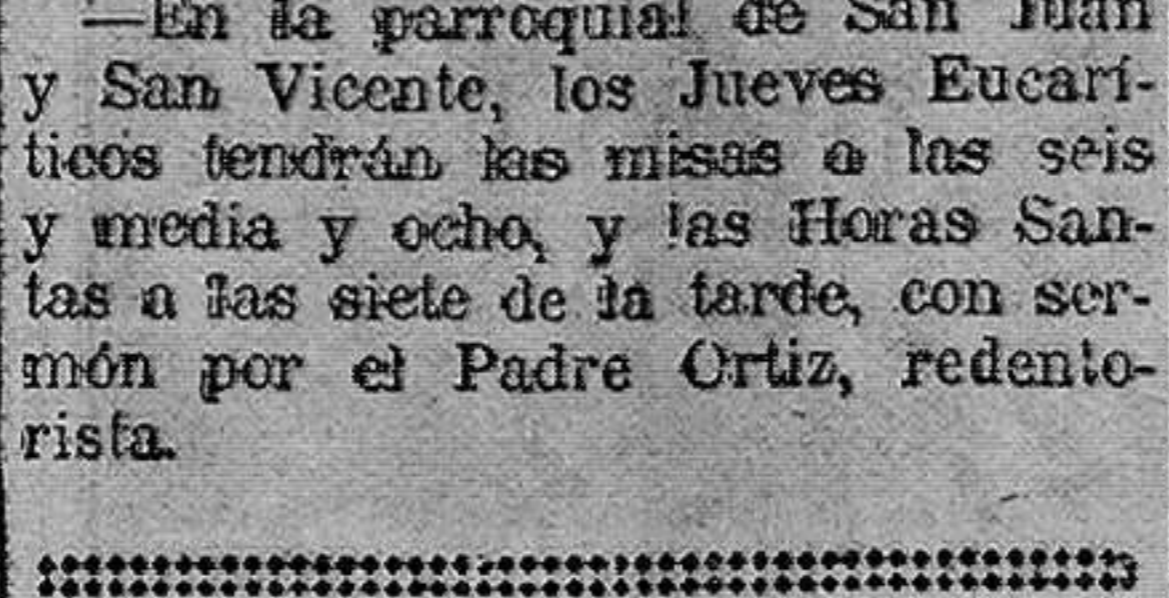 —En la parroquial de San Juan
y San Vicente, los Jueves Eucarí-
ticos tendrán las misas a las seis
y media y ocho, y las Horas San-
tas a las siete de la tarde, con ser-
món por el Padre Ortiz, redento-
rista.